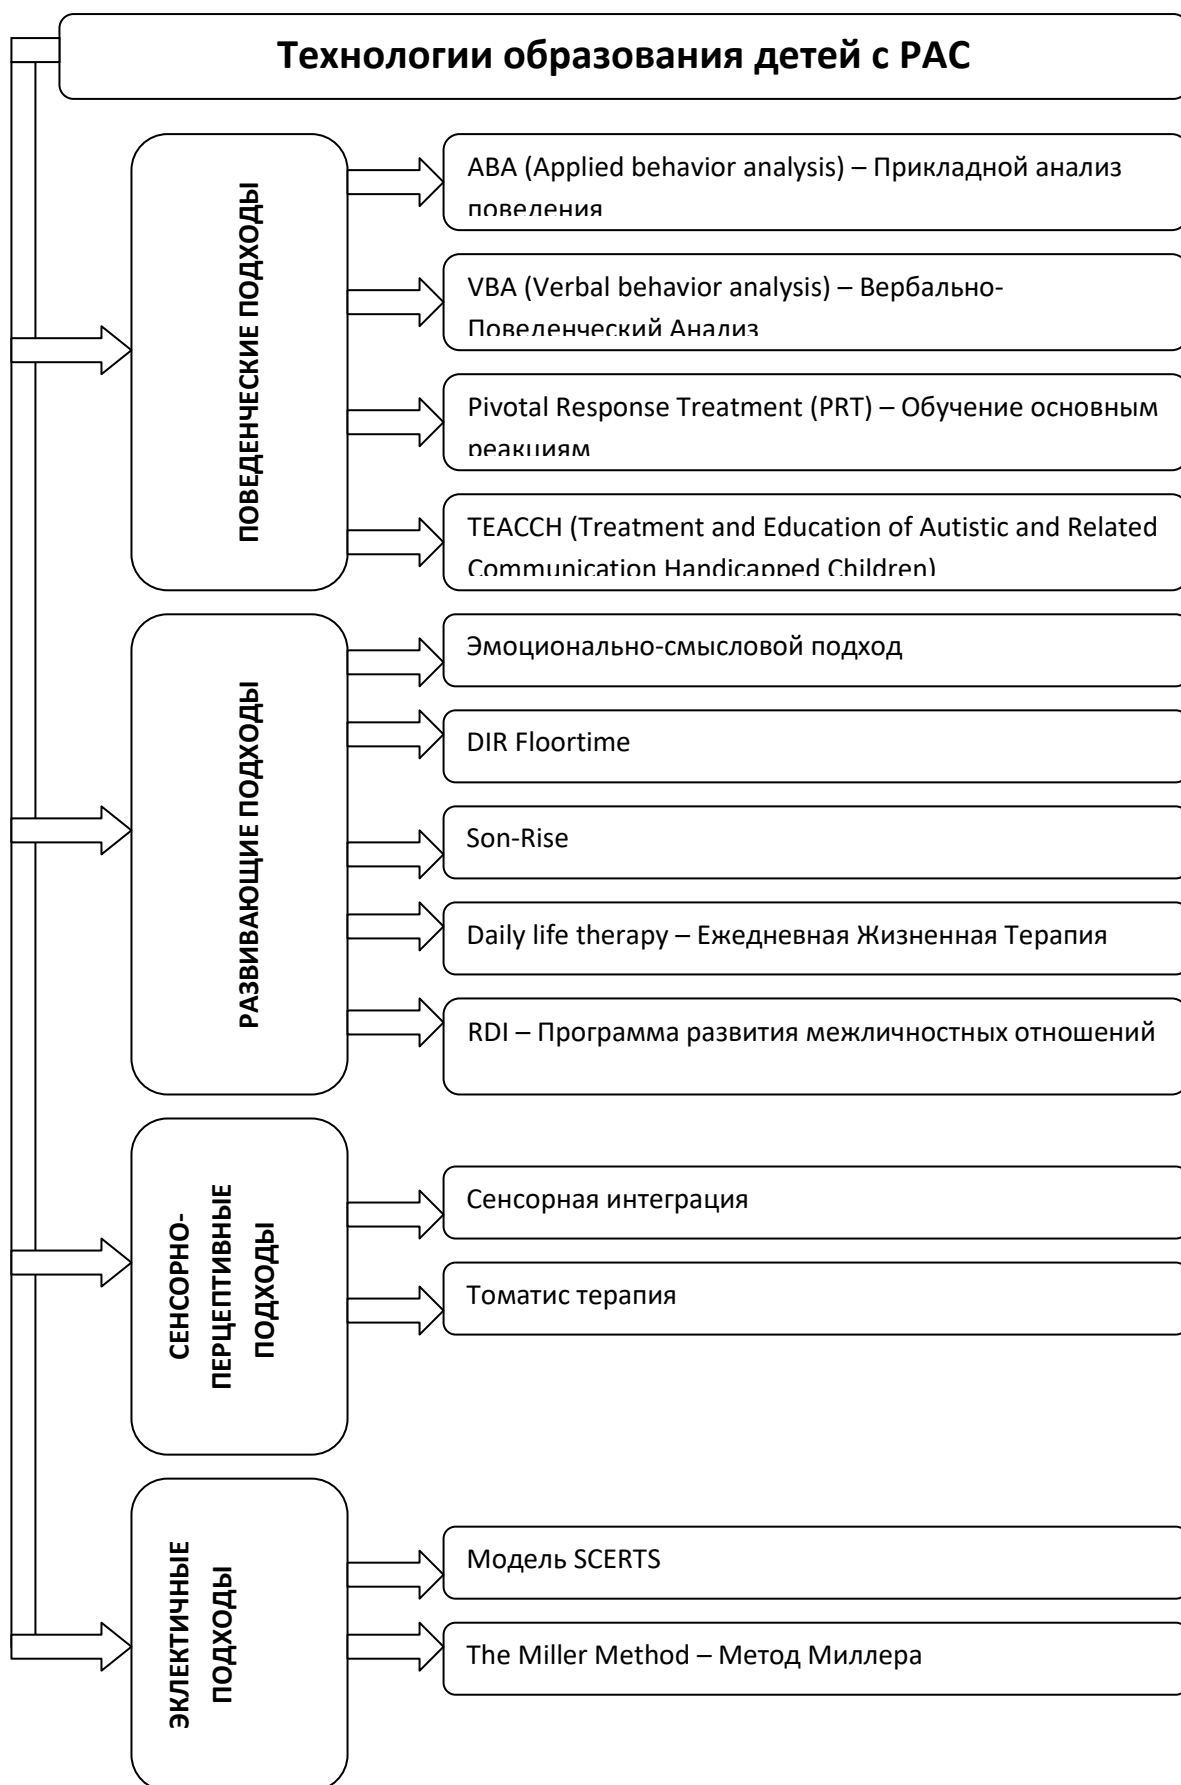 Технологии образования детей с РАС
ПОВЕДЕНЧЕСКИЕ ПОДХОДЫ
ABA (Applied behavior analysis) – Прикладной анализ
поведения
VBA (Verbal behavior analysis) – Вербально-
Поведенческий Анализ
Pivotal Response Treatment (PRT) – Обучение основным
реакциям
TEACCH (Treatment and Education of Autistic and Related
Communication Handicapped Children)
РАЗВИВАЮЩИЕ ПОДХОДЫ
Эмоционально-смысловой подход
DIR Floortime
Son-Rise
Daily life therapy – Ежедневная Жизненная Терапия
RDI – Программа развития межличностных отношений
СЕНСОРНО-
ПЕРЦЕПТИВНЫЕ
ПОДХОДЫ
Сенсорная интеграция
Томатис терапия
ЭКЛЕКТИЧНЫЕ
ПОДХОДЫ
Модель SCERTS
The Miller Method – Метод Миллера